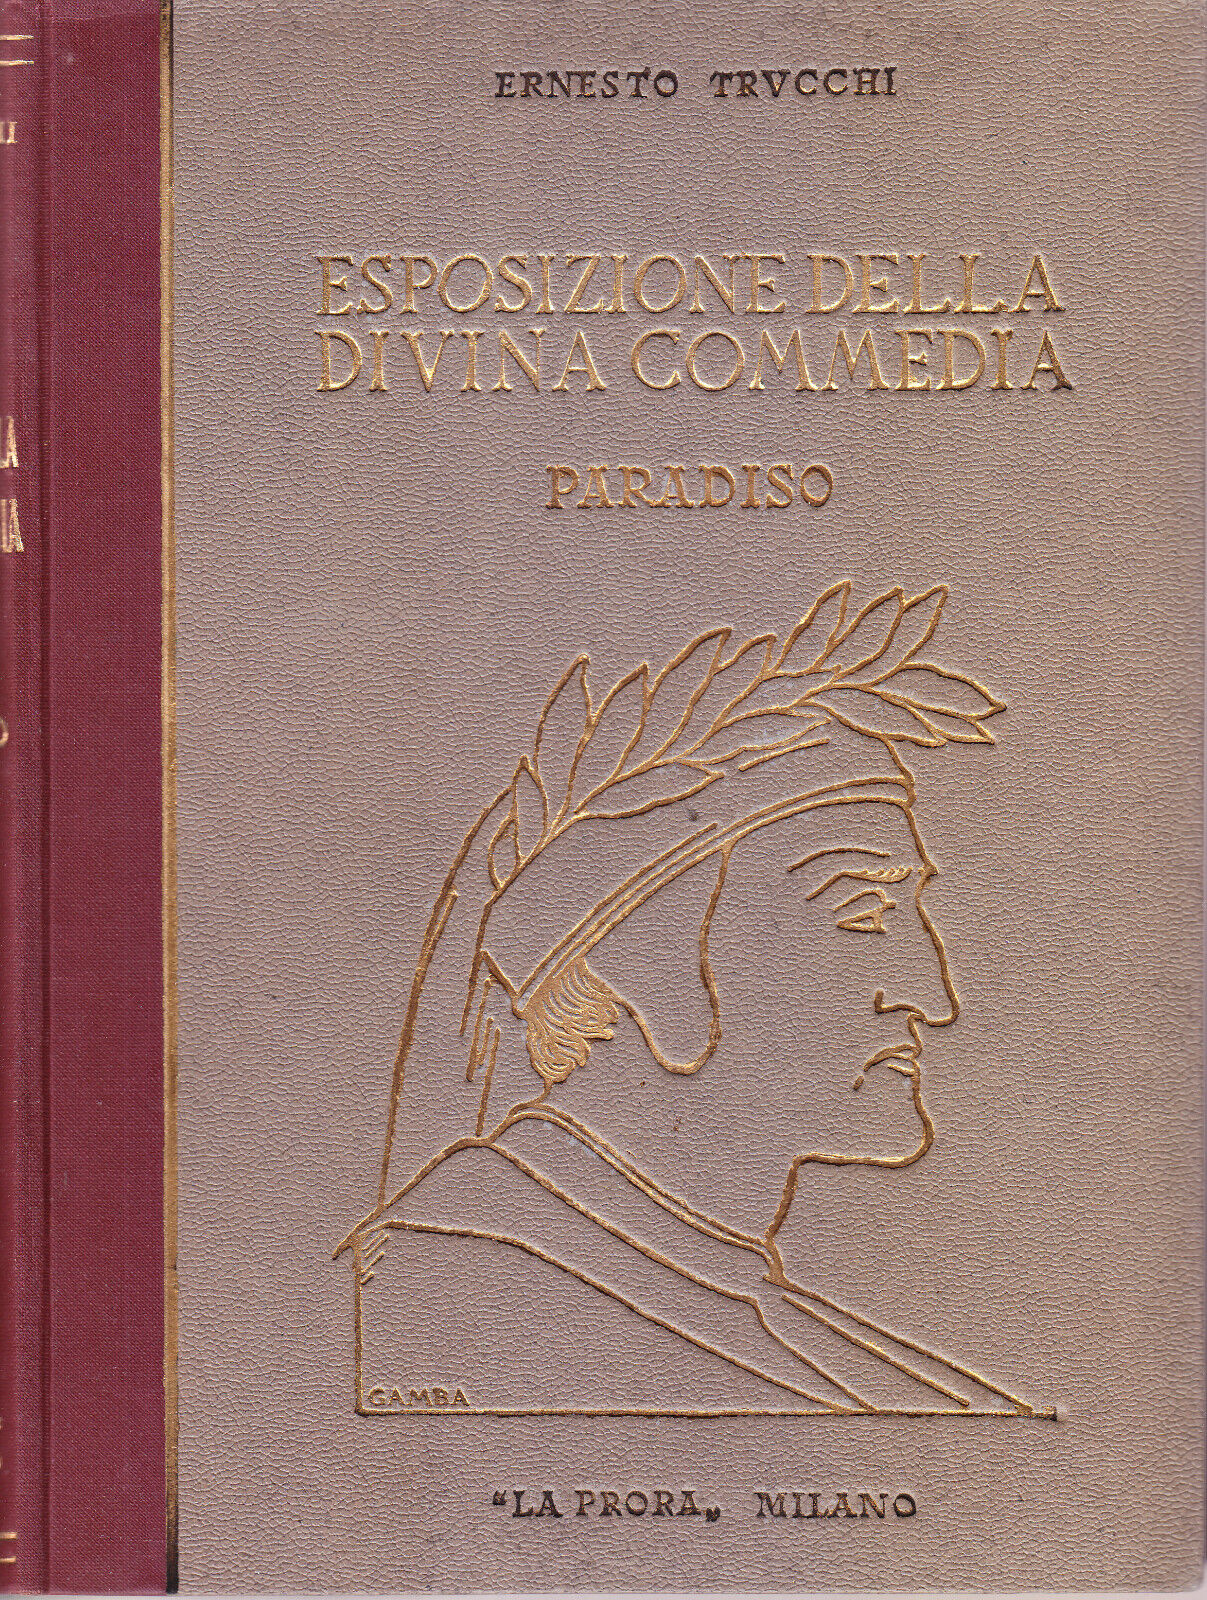 ERNESTO TRVCCHI
ESPOSIZIONE DELLA
DIVINA COMMEDIA
PARADISO
GAMBA
“LA PRORA„ MILANO